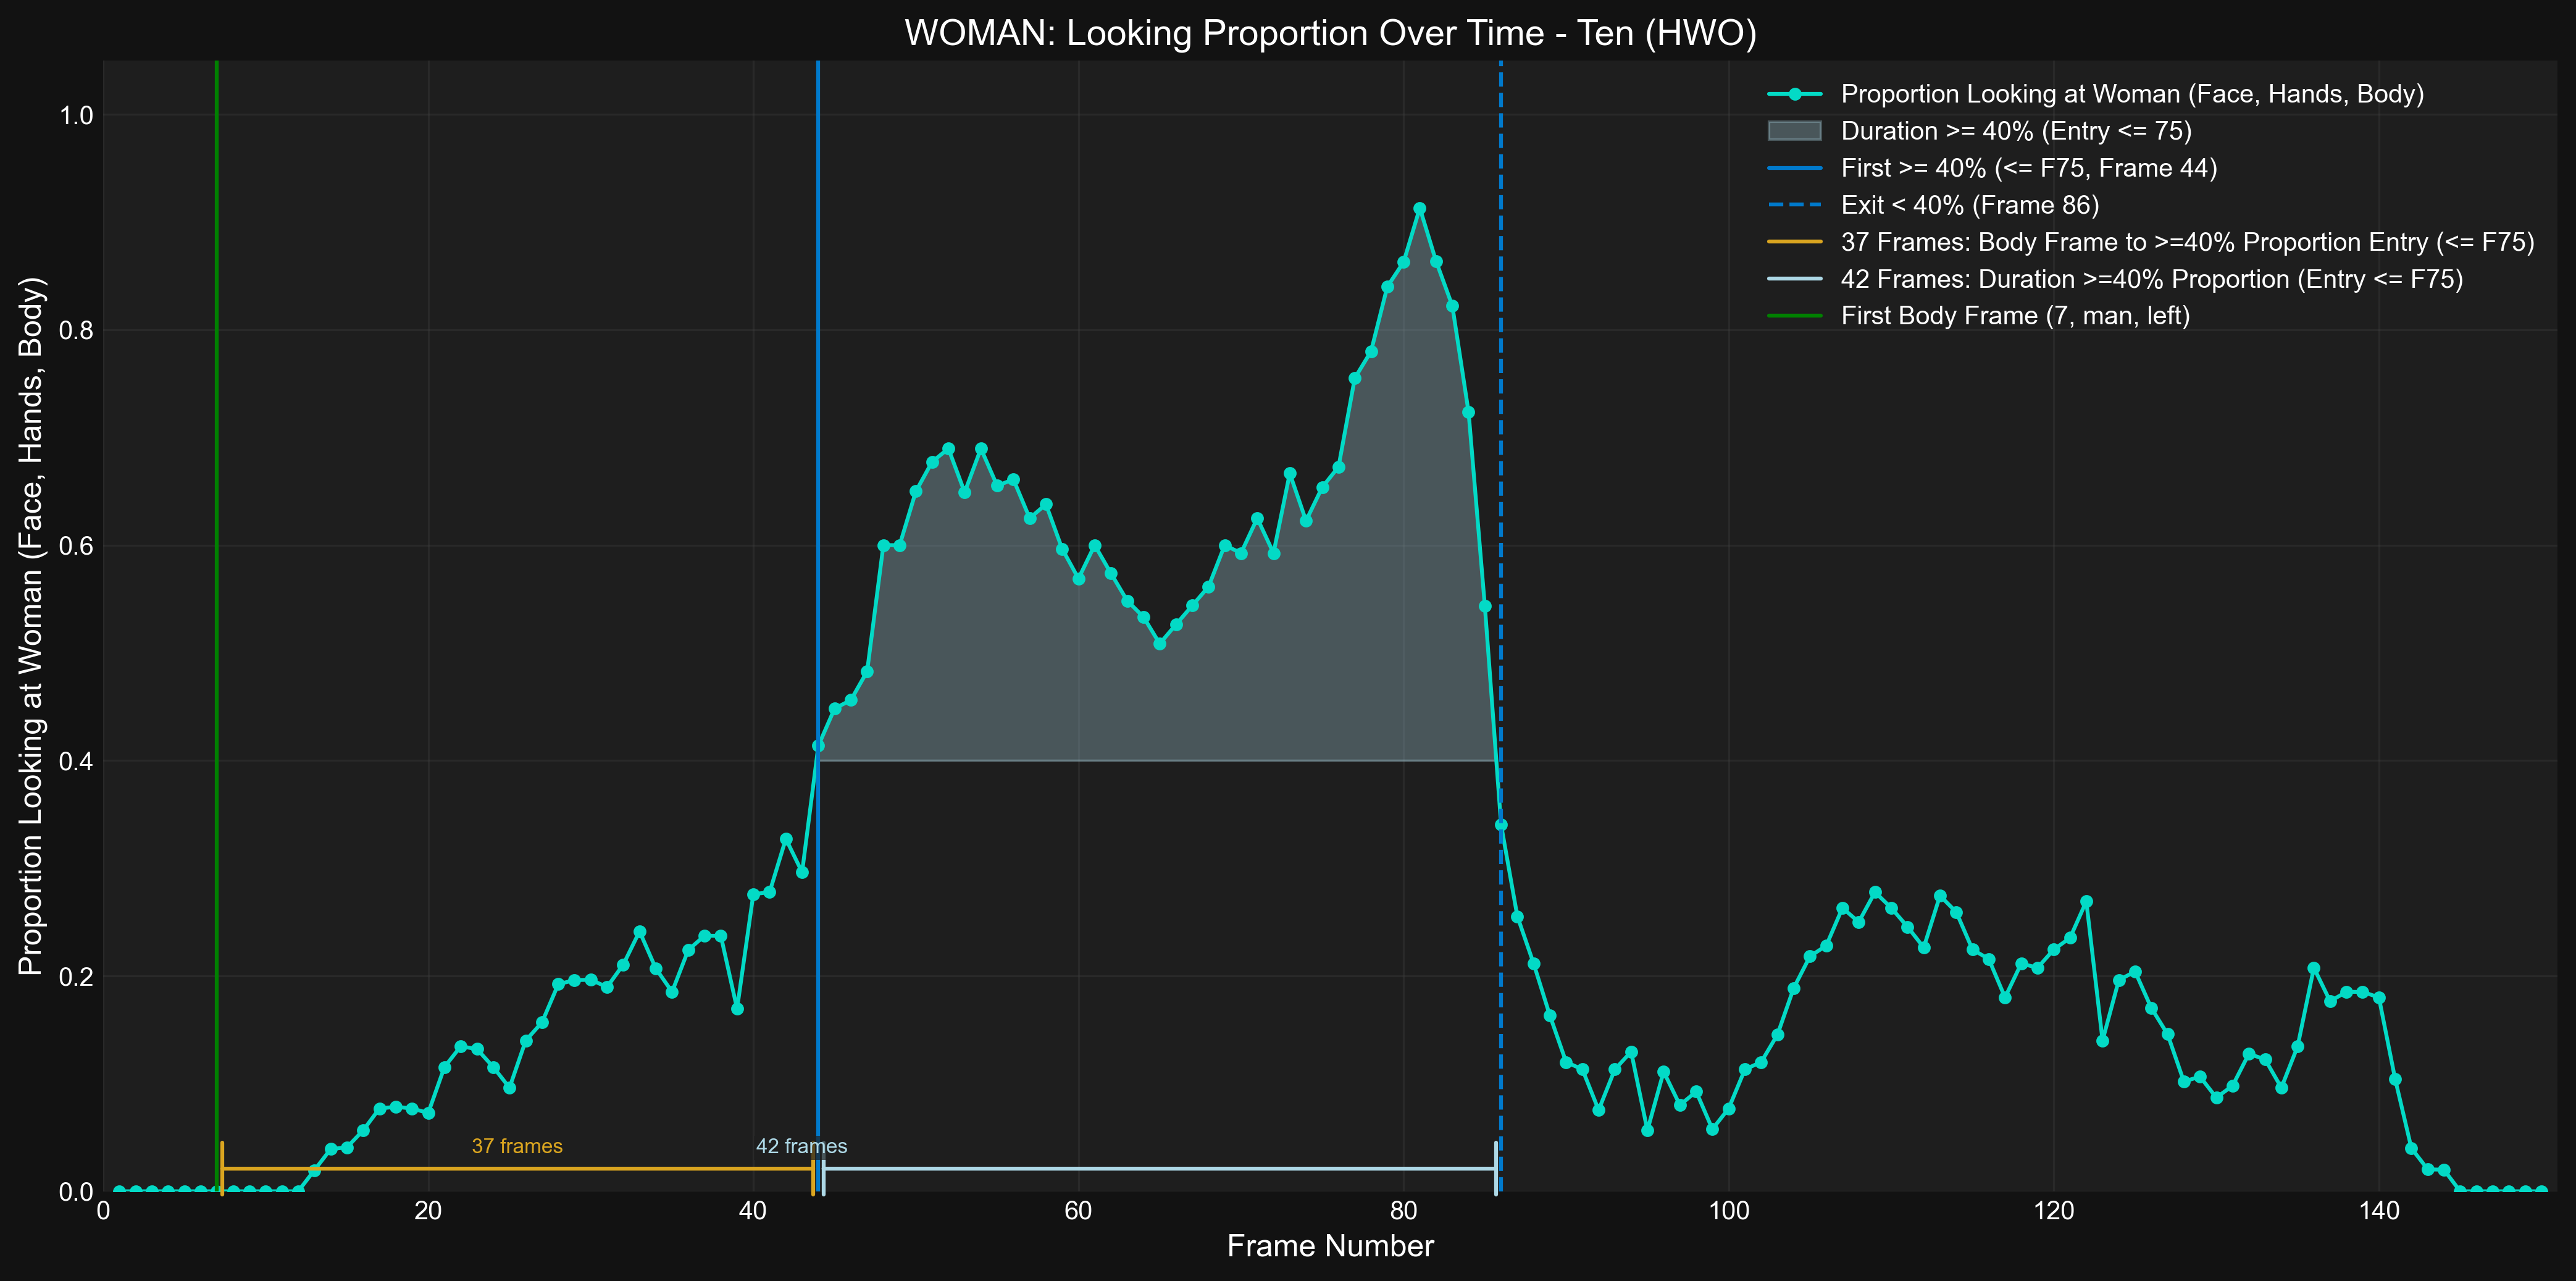 WOMAN: Looking Proportion Over Time - Ten (HWO)
Proportion Looking at Woman (Face, Hands, Body)
Duration >= 40% (Entry <= 75)
First >= 40% (<= F75, Frame 44)
Exit < 40% (Frame 86)
37 Frames: Body Frame to >=40% Proportion Entry (<= F75)
42 Frames: Duration >=40% Proportion (Entry <= F75)
First Body Frame (7, man, left)
Proportion Looking at Woman (Face, Hands, Body)
1.0
0.8
0.6
0.4
0.2
0.0
37 frames
42 frames
0 20 40 60 80 100 120 140
Frame Number